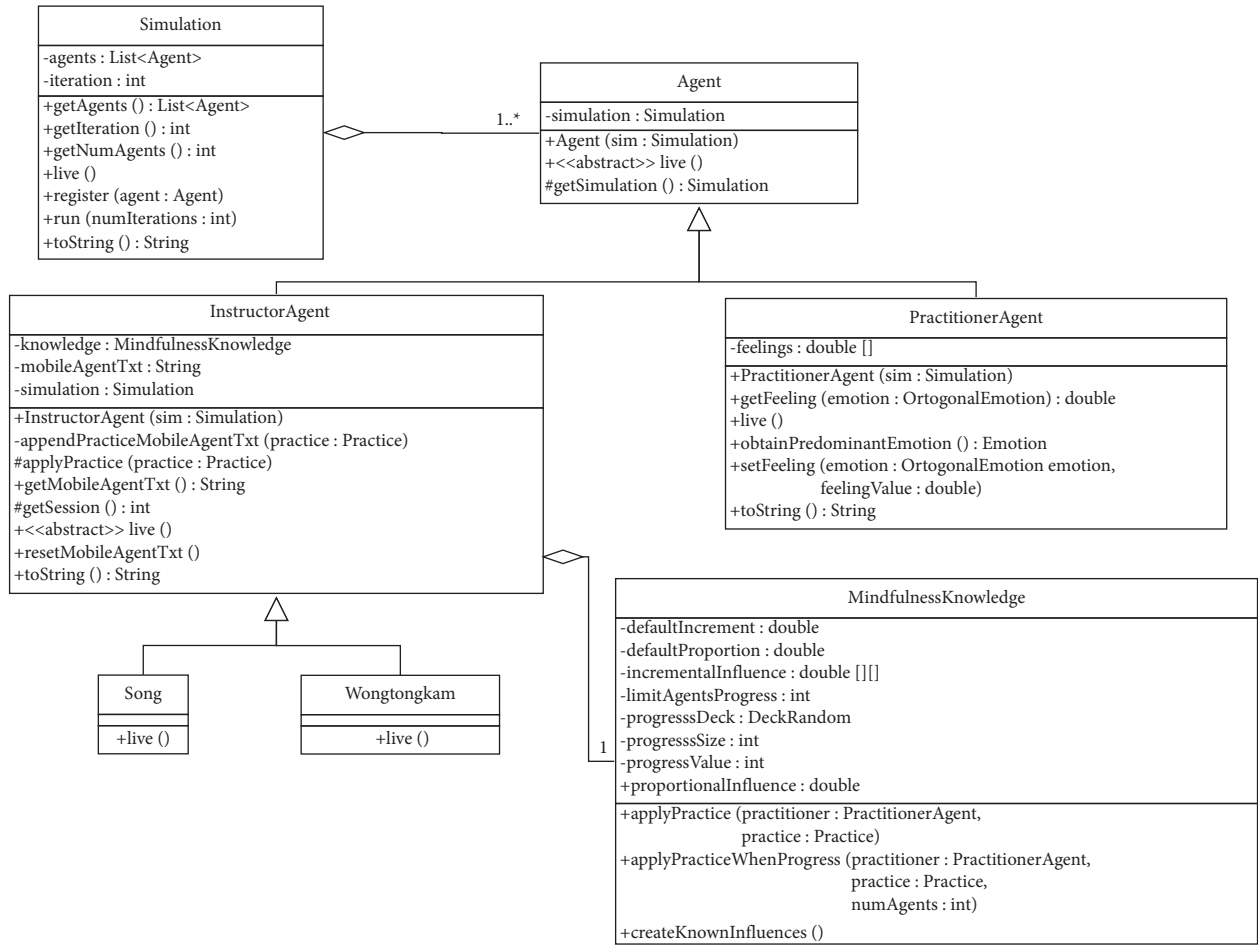 Simulation
-agents : List<Agent>
-iteration : int
+getAgents () : List<Agent>
+getIteration () : int
+getNumAgents () : int
+live ()
+register (agent : Agent)
+run (numIterations : int)
+toString () : String
1..*
Agent
-simulation : Simulation
+Agent (sim : Simulation)
+<<abstract>> live ()
#getSimulation () : Simulation
InstructorAgent
-knowledge : MindfulnessKnowledge
-mobileAgentTxt : String
-simulation : Simulation
+InstructorAgent (sim : Simulation)
-appendPracticeMobileAgentTxt (practice : Practice)
#applyPractice (practice : Practice)
+getMobileAgentTxt () : String
#getSession () : int
+<<abstract>> live ()
+resetMobileAgentTxt ()
+toString () : String
PractitionerAgent
-feelings : double []
+PractitionerAgent (sim : Simulation)
+getFeeling (emotion : OrtogonalEmotion) : double
+live ()
+obtainPredominantEmotion () : Emotion
+setFeeling (emotion : OrtogonalEmotion emotion,
feelingValue : double)
+toString () : String
Song
+live ()
Wongtongkam
+live ()
1
MindfulnessKnowledge
-defaultIncrement : double
-defaultProportion : double
-incrementalInfluence : double [][]
-limitAgentsProgress : int
-progresssDeck : DeckRandom
-progresssSize : int
-progressValue : int
+proportionalInfluence : double
+applyPractice (practitioner : PractitionerAgent,
practice : Practice)
+applyPracticeWhenProgress (practitioner : PractitionerAgent,
practice : Practice,
numAgents : int)
+createKnownInfluences ()